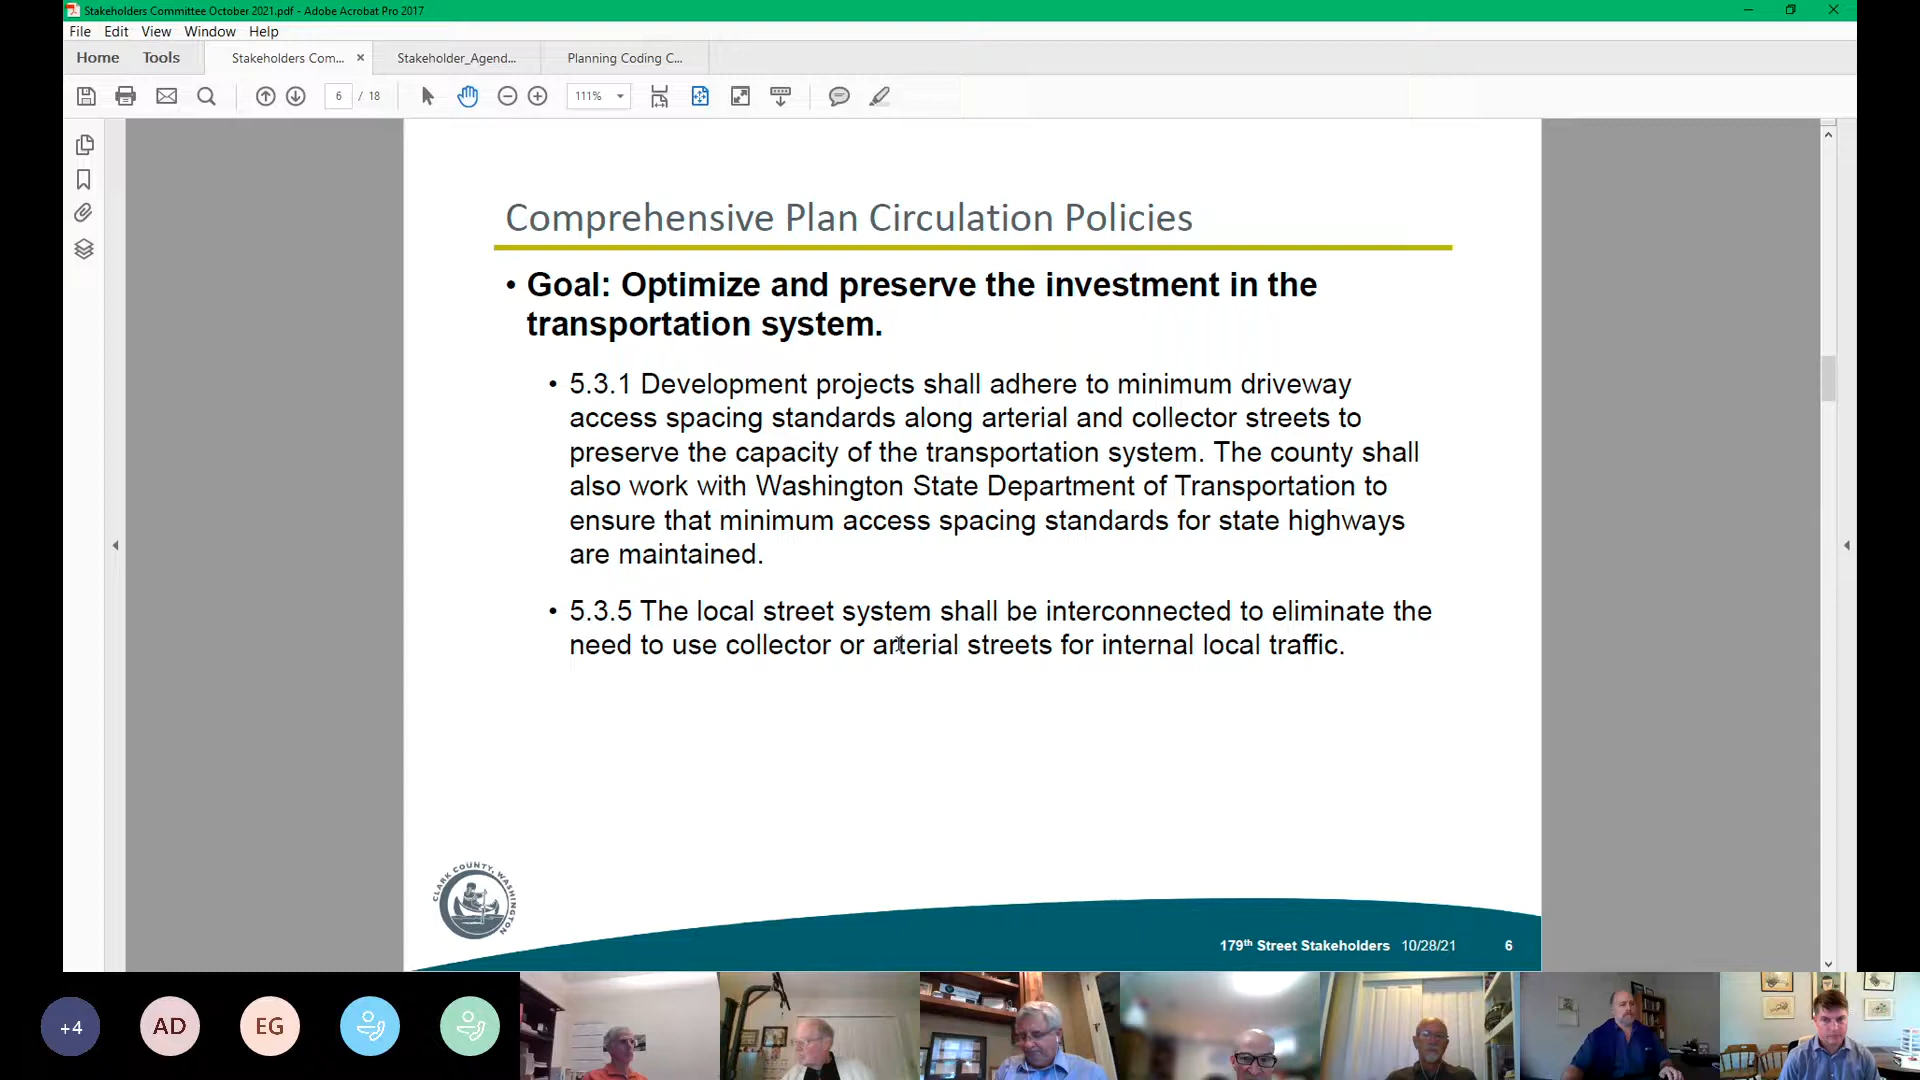 Stakeholders Committee October 2021.pdf - Adobe Acrobat Pro 2017
File Edit View Window Help
Home Tools Stakeholders Com... × Stakeholder_Agend... Planning Coding C...
6 / 18 111%
Comprehensive Plan Circulation Policies
• Goal: Optimize and preserve the investment in the
transportation system.
• 5.3.1 Development projects shall adhere to minimum driveway
access spacing standards along arterial and collector streets to
preserve the capacity of the transportation system. The county shall
also work with Washington State Department of Transportation to
ensure that minimum access spacing standards for state highways
are maintained.
• 5.3.5 The local street system shall be interconnected to eliminate the
need to use collector or arterial streets for internal local traffic.
CLARK COUNTY, WASHINGTON
179th Street Stakeholders 10/28/21 6
+4 AD EG